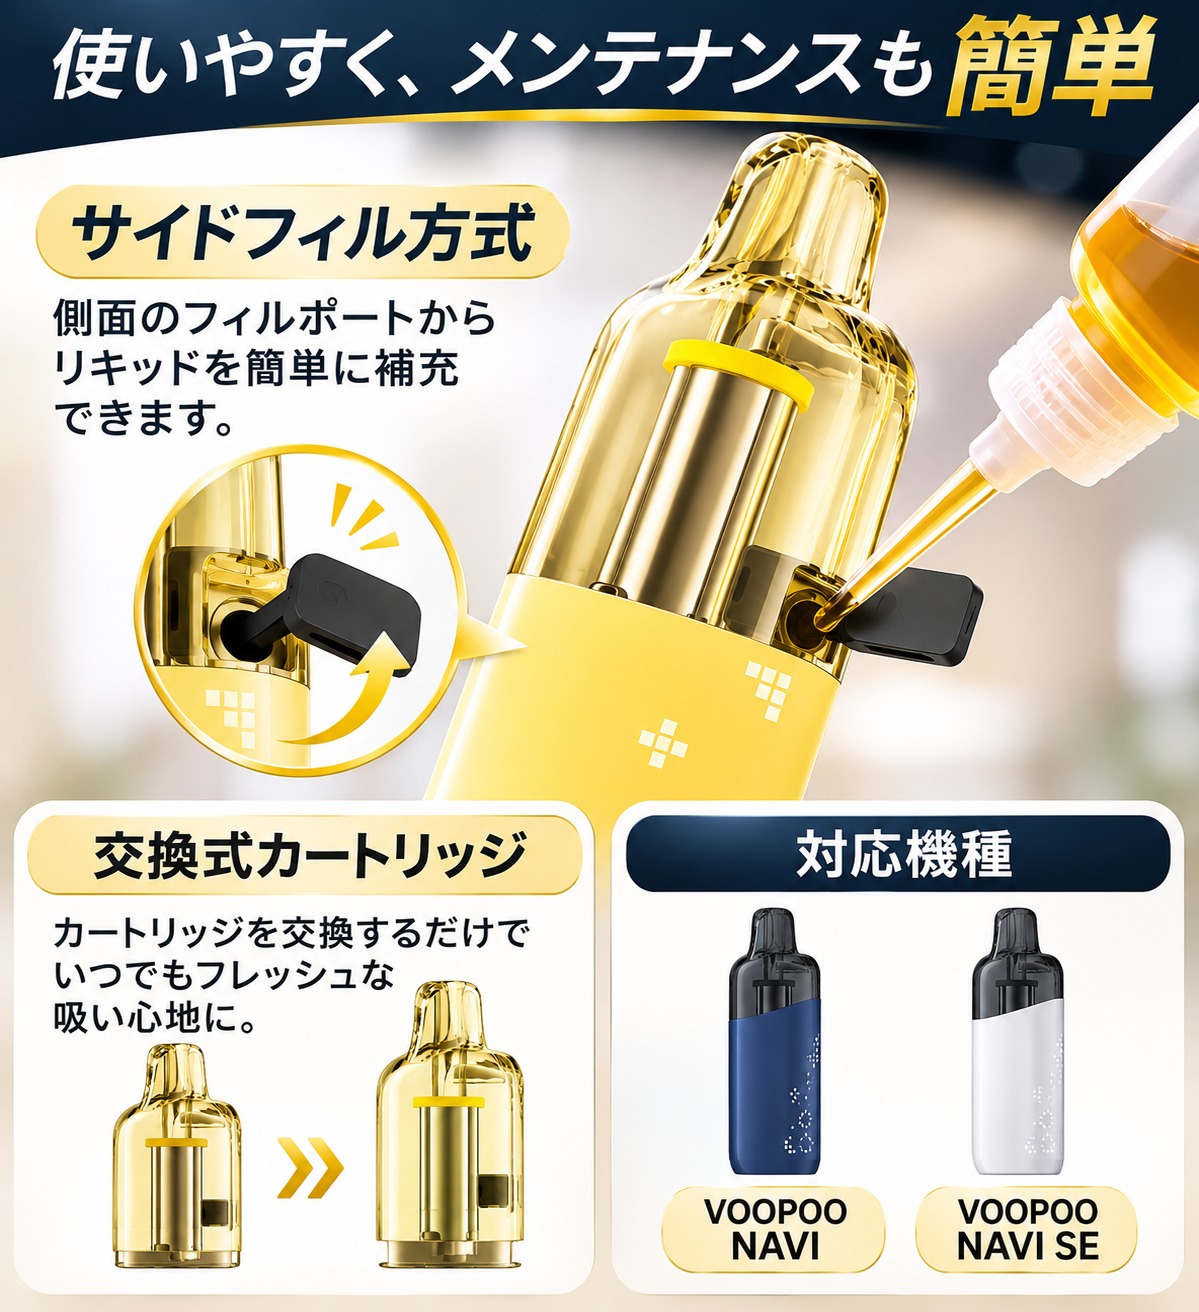 使いやすく、メンテナンスも簡単
サイドフィル方式
側面のフィルポートから
リキッドを簡単に補充
できます。
交換式カートリッジ
カートリッジを交換するだけで
いつでもフレッシュな
吸い心地に。
対応機種
VOOPOO
NAVI
VOOPOO
NAVI SE